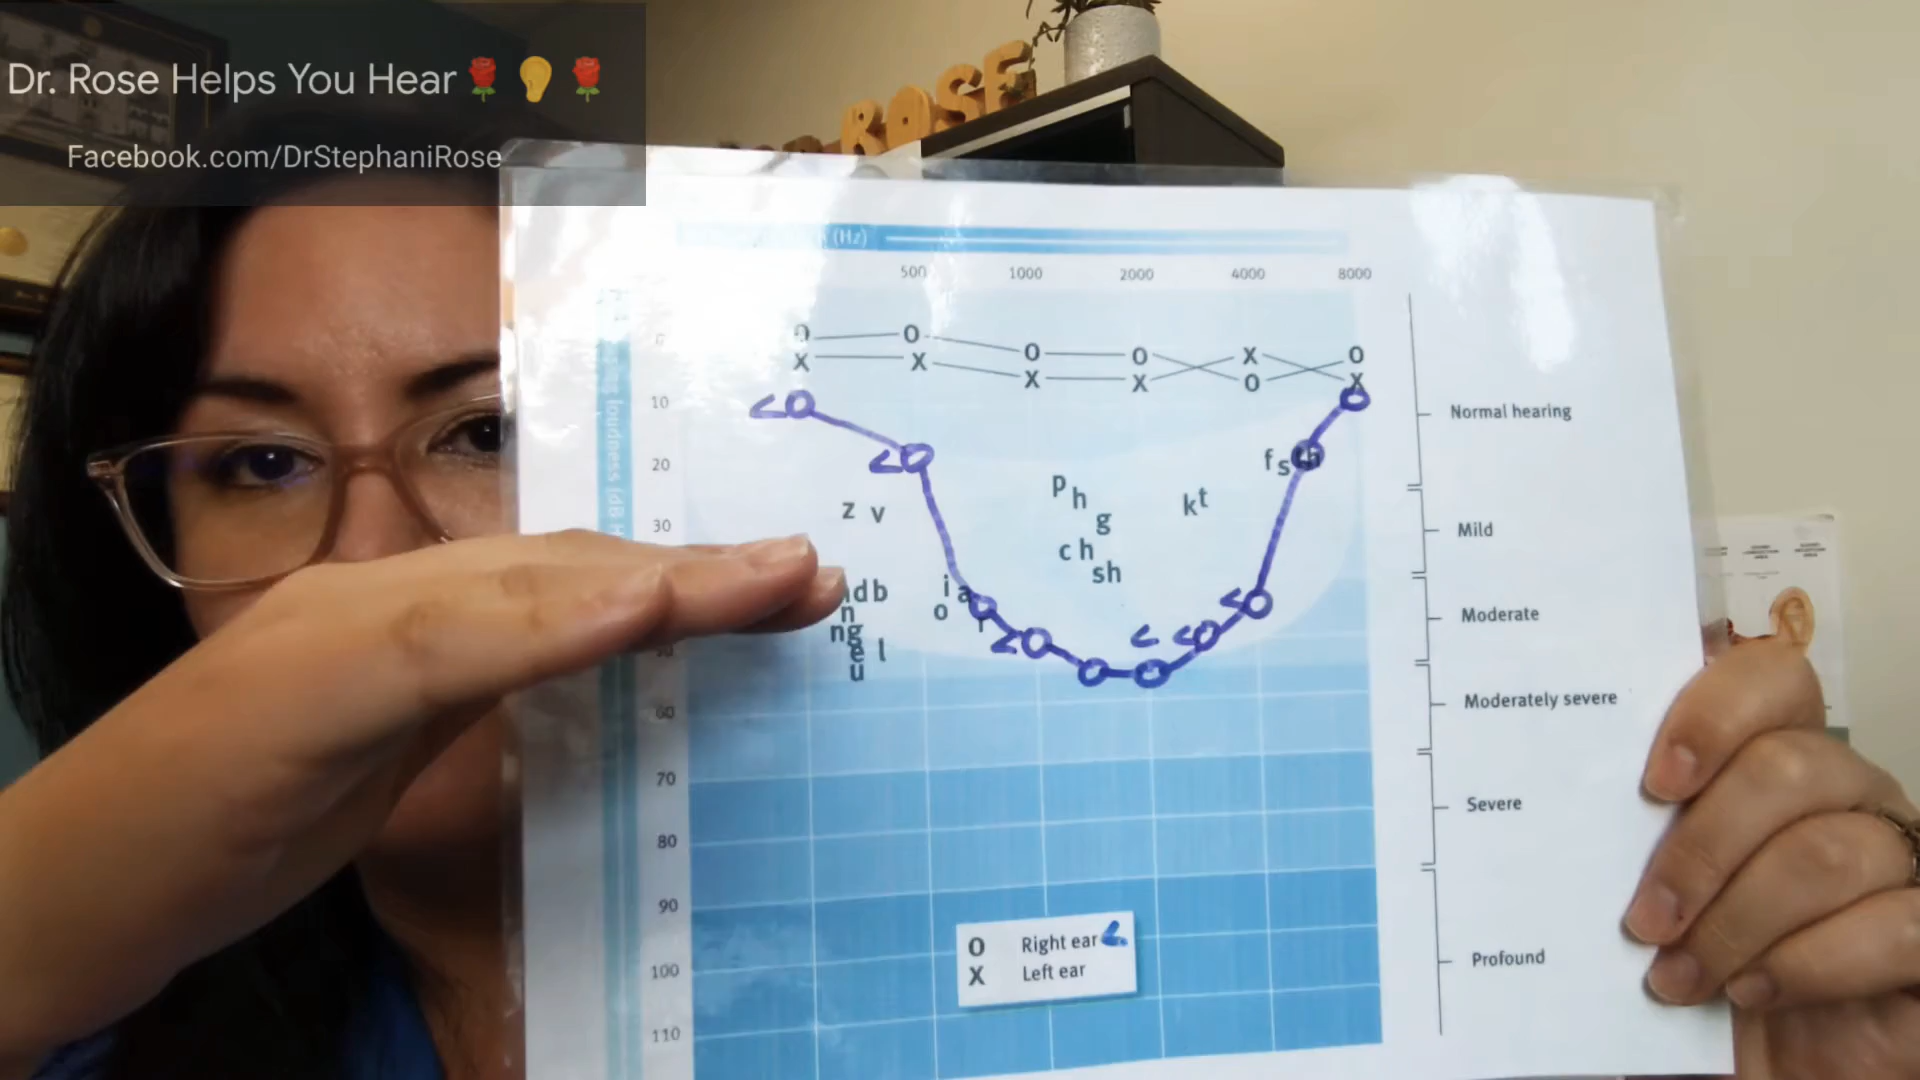 Dr. Rose Helps You Hear🌹👂🌹
Facebook.com/DrStephaniRose
ROSE
(Hz)
500 1000 2000 4000 8000
O O O O X O
X X X X O X
10
20
30
60
70
80
90
100
110
z v
p h
g
ch
sh
k t
f s th
d b
n
ng
e l
u
i a
o r
Normal hearing
Mild
Moderate
Moderately severe
Severe
Profound
O Right ear <
X Left ear